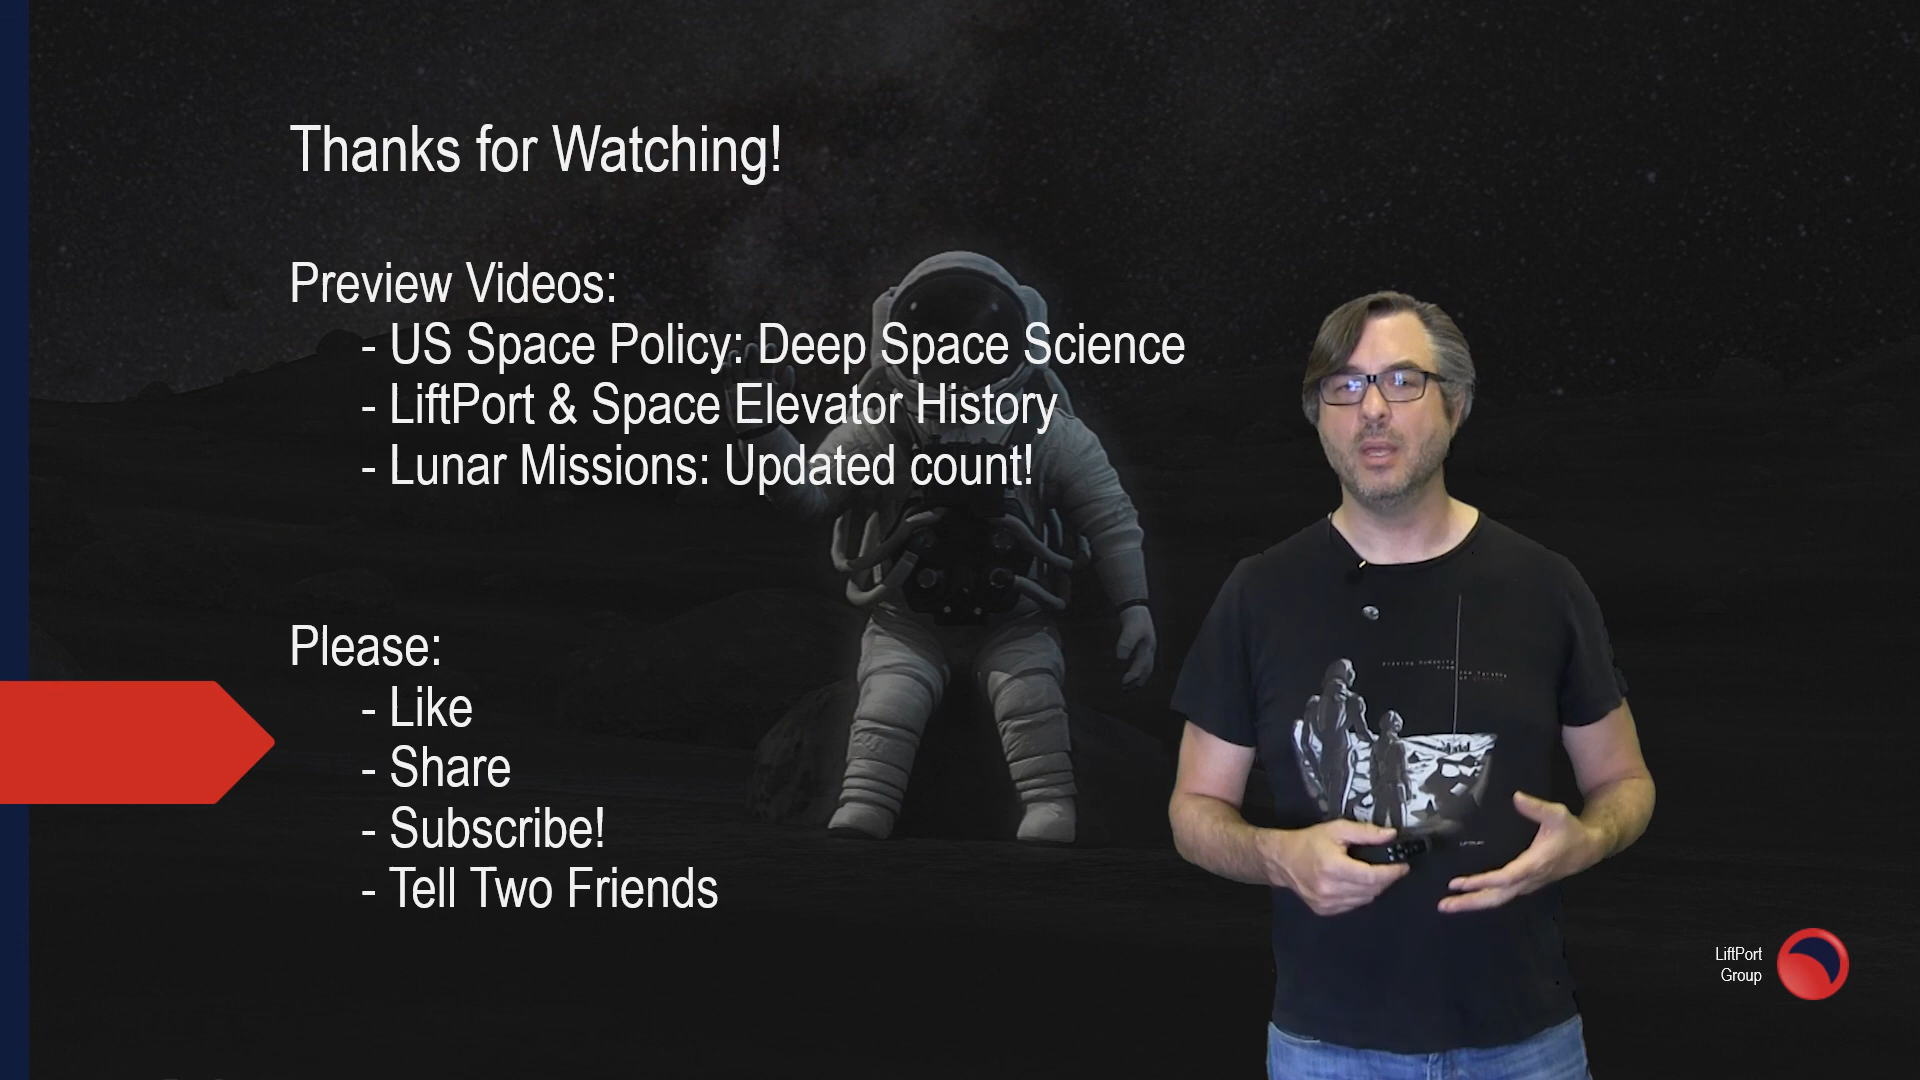 Thanks for Watching!
Preview Videos:
- US Space Policy: Deep Space Science
- LiftPort & Space Elevator History
- Lunar Missions: Updated count!
Please:
- Like
- Share
- Subscribe!
- Tell Two Friends
LiftPort
Group